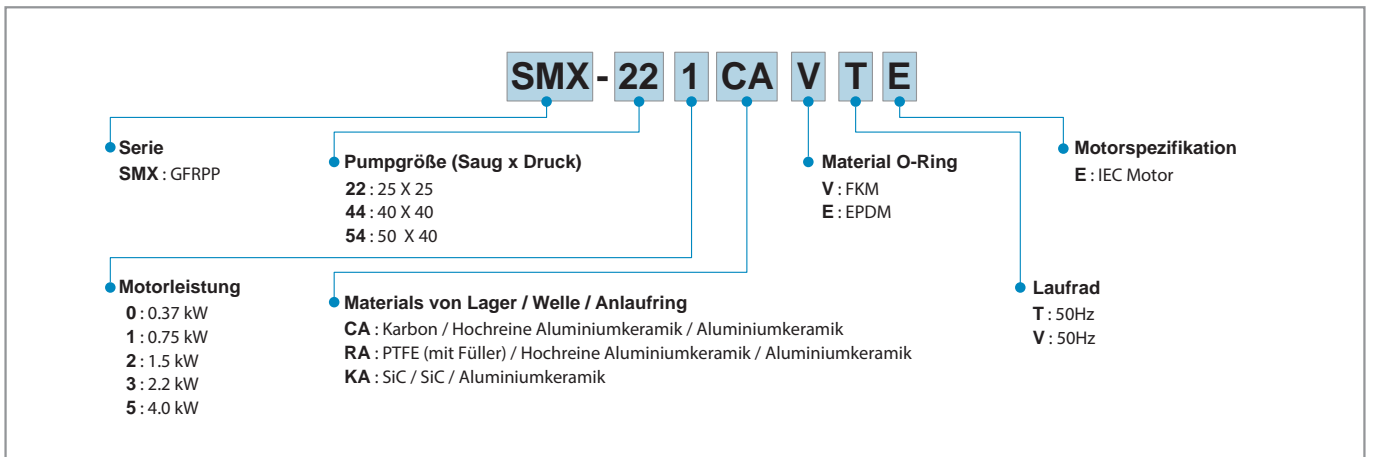 SMX - 22 1 CA V T E
Serie
SMX : GFRPP
Pumpgröße (Saug x Druck)
22 : 25 X 25
44 : 40 X 40
54 : 50 X 40
Material O-Ring
V : FKM
E : EPDM
Motorspezifikation
E : IEC Motor
Motorleistung
0 : 0.37 kW
1 : 0.75 kW
2 : 1.5 kW
3 : 2.2 kW
5 : 4.0 kW
Materials von Lager / Welle / Anlaufring
CA : Karbon / Hochreine Aluminiumkeramik / Aluminiumkeramik
RA : PTFE (mit Füller) / Hochreine Aluminiumkeramik / Aluminiumkeramik
KA : SiC / SiC / Aluminiumkeramik
Laufrad
T : 50Hz
V : 50Hz